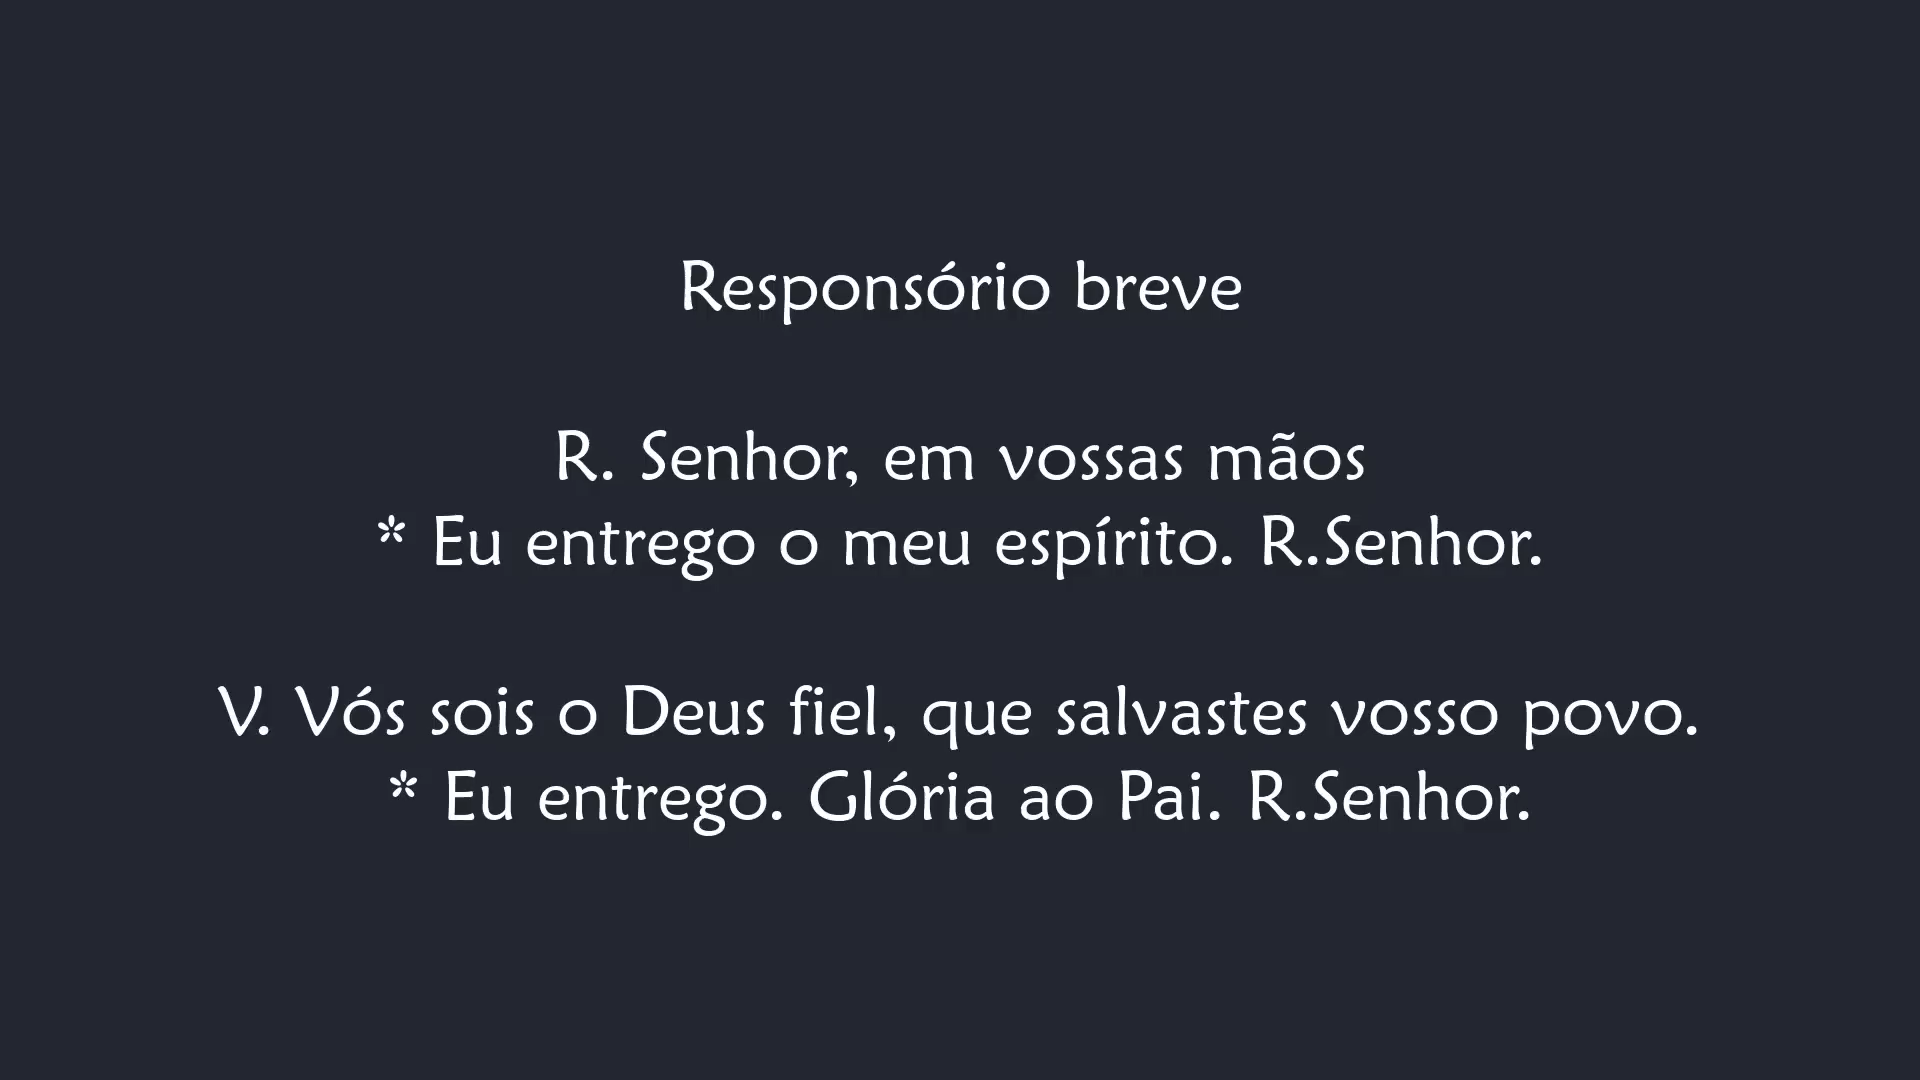 Responsório breve
R. Senhor, em vossas mãos
* Eu entrego o meu espírito. R.Senhor.
V. Vós sois o Deus fiel, que salvastes vosso povo.
* Eu entrego. Glória ao Pai. R.Senhor.